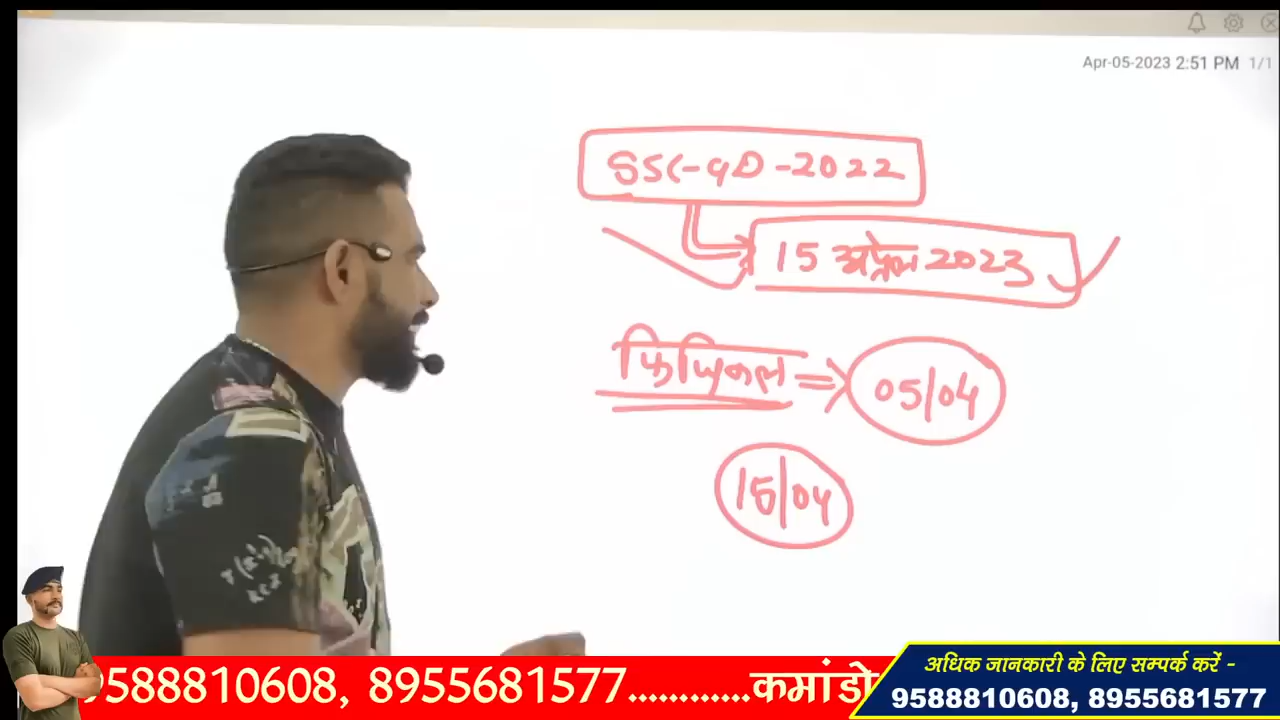 Apr-05-2023 2:51 PM 1/1
SSC-GD-2022
15 अप्रैल 2023
फिजिकल => 05/04
15/04
9588810608, 8955681577...........कमांडो
अधिक जानकारी के लिए सम्पर्क करें -
9588810608, 8955681577